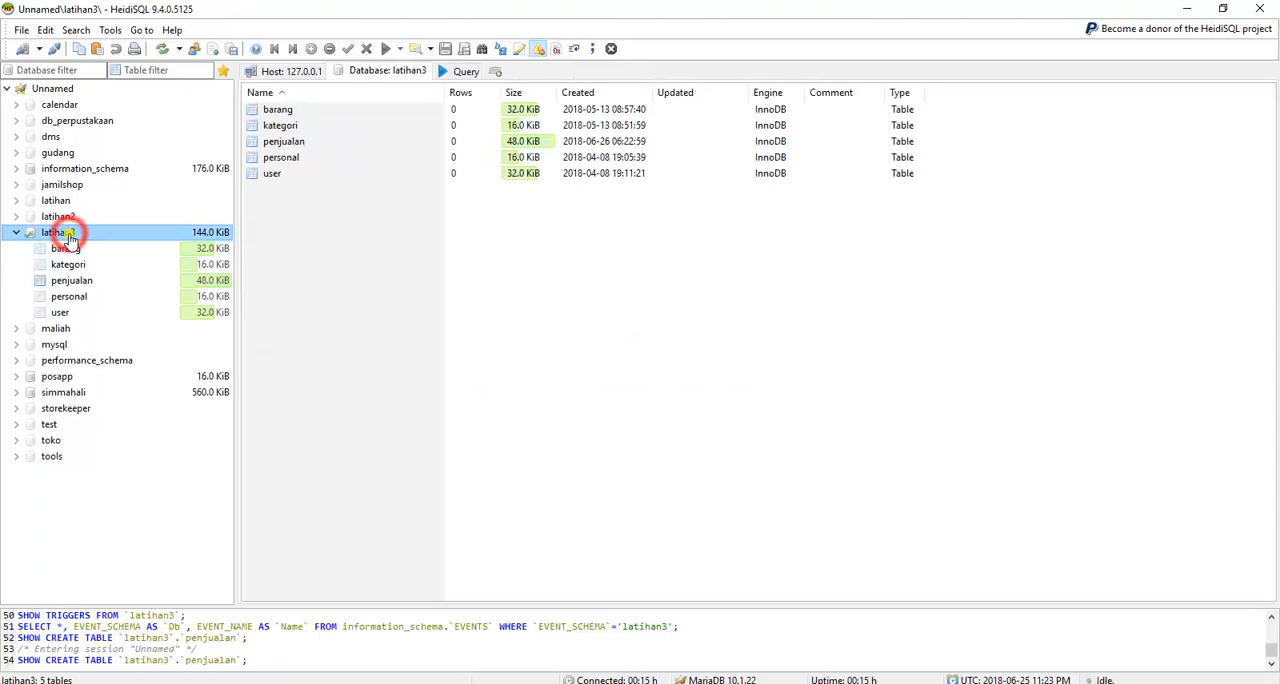 Unnamed\latihan3\ - HeidiSQL 9.4.0.5125
File Edit Search Tools Go to Help
Become a donor of the HeidiSQL project
Database filter Table filter Host: 127.0.0.1 Database: latihan3 Query
Unnamed
calendar
db_perpustakaan
dms
gudang
information_schema 176.0 KiB
jamilshop
latihan
latihan2
latihan3 144.0 KiB
barang 32.0 KiB
kategori 16.0 KiB
penjualan 48.0 KiB
personal 16.0 KiB
user 32.0 KiB
maliah
mysql
performance_schema
posapp 16.0 KiB
simmahali 560.0 KiB
storekeeper
test
toko
tools
Name Rows Size Created Updated Engine Comment Type
barang 0 32.0 KiB 2018-05-13 08:57:40 InnoDB Table
kategori 0 16.0 KiB 2018-05-13 08:51:59 InnoDB Table
penjualan 0 48.0 KiB 2018-06-26 06:22:59 InnoDB Table
personal 0 16.0 KiB 2018-04-08 19:05:39 InnoDB Table
user 0 32.0 KiB 2018-04-08 19:11:21 InnoDB Table
50 SHOW TRIGGERS FROM `latihan3`;
51 SELECT *, EVENT_SCHEMA AS `Db`, EVENT_NAME AS `Name` FROM information_schema.`EVENTS` WHERE `EVENT_SCHEMA`='latihan3';
52 SHOW CREATE TABLE `latihan3`.`penjualan`;
53 /* Entering session "Unnamed" */
54 SHOW CREATE TABLE `latihan3`.`penjualan`;
latihan3: 5 tables Connected: 00:15 h MariaDB 10.1.22 Uptime: 00:15 h UTC: 2018-06-25 11:23 PM Idle.